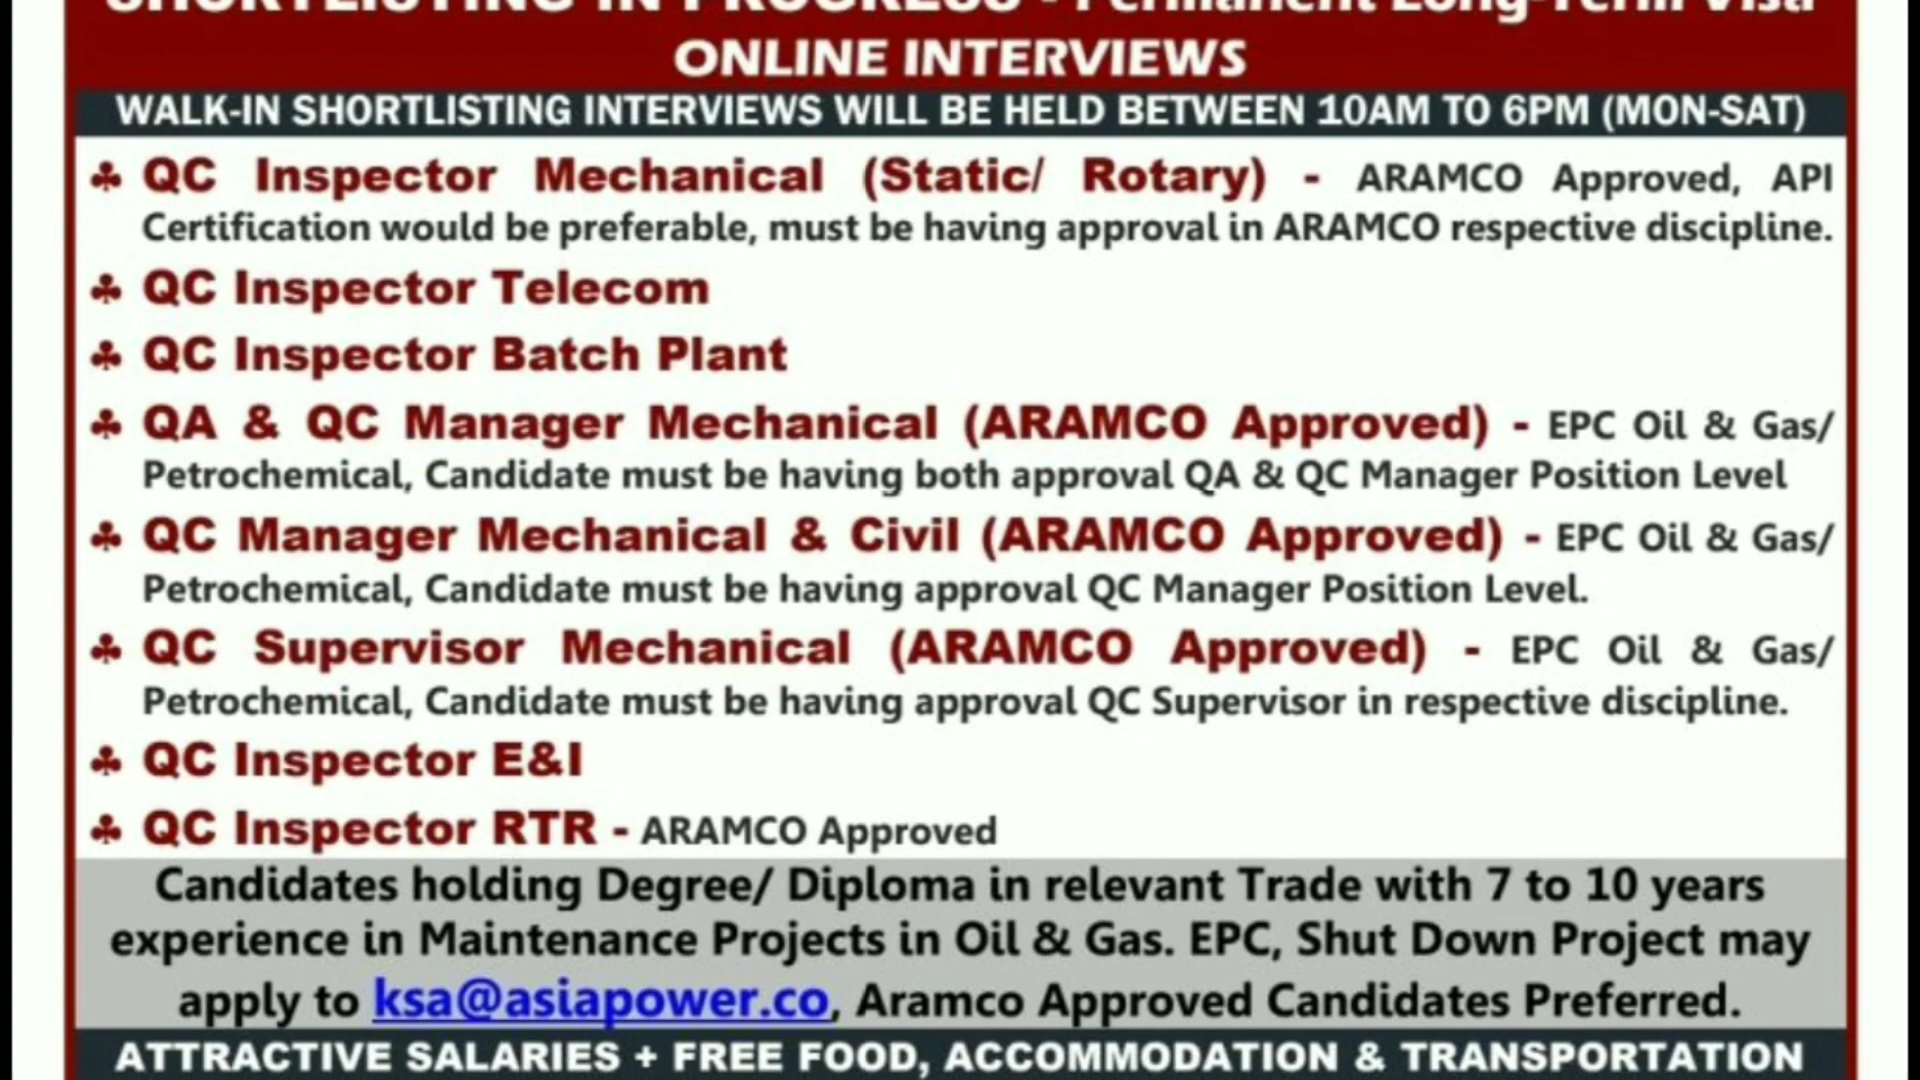 SHORTLISTING IN PROGRESS - Permanent Long-Term Visa
ONLINE INTERVIEWS
WALK-IN SHORTLISTING INTERVIEWS WILL BE HELD BETWEEN 10AM TO 6PM (MON-SAT)
♣ QC Inspector Mechanical (Static/ Rotary) - ARAMCO Approved, API
Certification would be preferable, must be having approval in ARAMCO respective discipline.
♣ QC Inspector Telecom
♣ QC Inspector Batch Plant
♣ QA & QC Manager Mechanical (ARAMCO Approved) - EPC Oil & Gas/
Petrochemical, Candidate must be having both approval QA & QC Manager Position Level
♣ QC Manager Mechanical & Civil (ARAMCO Approved) - EPC Oil & Gas/
Petrochemical, Candidate must be having approval QC Manager Position Level.
♣ QC Supervisor Mechanical (ARAMCO Approved) - EPC Oil & Gas/
Petrochemical, Candidate must be having approval QC Supervisor in respective discipline.
♣ QC Inspector E&I
♣ QC Inspector RTR - ARAMCO Approved
Candidates holding Degree/ Diploma in relevant Trade with 7 to 10 years
experience in Maintenance Projects in Oil & Gas. EPC, Shut Down Project may
apply to ksa@asiapower.co, Aramco Approved Candidates Preferred.
ATTRACTIVE SALARIES + FREE FOOD, ACCOMMODATION & TRANSPORTATION